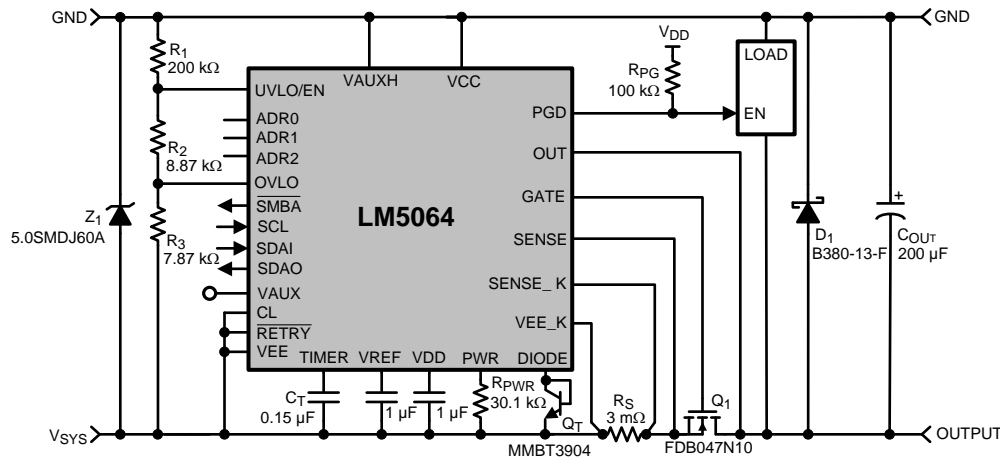 GND
GND
R1
200 kΩ
VAUXH
VCC
VDD
RPG
100 kΩ
LOAD
EN
UVLO/EN
PGD
ADR0
ADR1
ADR2
OUT
R2
8.87 kΩ
OVLO
GATE
SMBA
LM5064
Z1
5.0SMDJ60A
R3
7.87 kΩ
SCL
SDAI
SDAO
SENSE
D1
B380-13-F
+
COUT
200 µF
VAUX
SENSE_ K
CL
RETRY
VEE
VEE_K
TIMER
VREF
VDD
PWR
DIODE
CT
0.15 µF
1 µF
1 µF
RPWR
30.1 kΩ
QT
RS
3 mΩ
Q1
VSYS
MMBT3904
FDB047N10
OUTPUT